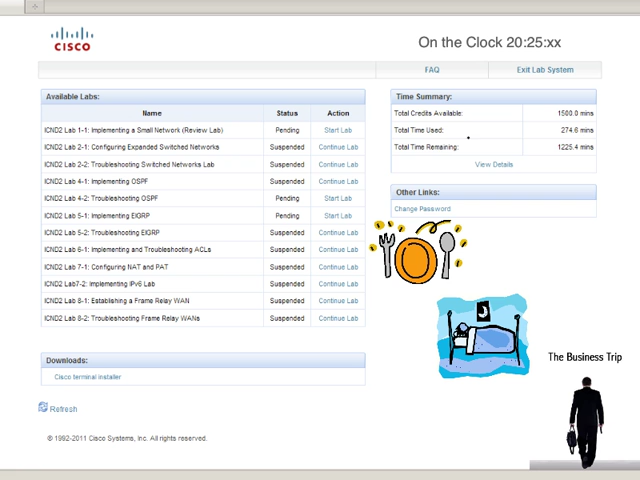 CISCO
On the Clock 20:25:xx
FAQ
Exit Lab System
Available Labs:
Name Status Action
ICND2 Lab 1-1: Implementing a Small Network (Review Lab) Pending Start Lab
ICND2 Lab 2-1: Configuring Expanded Switched Networks Suspended Continue Lab
ICND2 Lab 2-2: Troubleshooting Switched Networks Lab Suspended Continue Lab
ICND2 Lab 4-1: Implementing OSPF Suspended Continue Lab
ICND2 Lab 4-2: Troubleshooting OSPF Pending Start Lab
ICND2 Lab 5-1: Implementing EIGRP Pending Start Lab
ICND2 Lab 5-2: Troubleshooting EIGRP Suspended Continue Lab
ICND2 Lab 6-1: Implementing and Troubleshooting ACLs Suspended Continue Lab
ICND2 Lab 7-1: Configuring NAT and PAT Suspended Continue Lab
ICND2 Lab7-2: Implementing IPv6 Lab Suspended Continue Lab
ICND2 Lab 8-1: Establishing a Frame Relay WAN Suspended Continue Lab
ICND2 Lab 8-2: Troubleshooting Frame Relay WANs Suspended Continue Lab
Time Summary:
Total Credits Available: 1500.0 mins
Total Time Used: 274.6 mins
Total Time Remaining: 1225.4 mins
View Details
Other Links:
Change Password
The Business Trip
Downloads:
Cisco terminal installer
Refresh
© 1992-2011 Cisco Systems, Inc. All rights reserved.